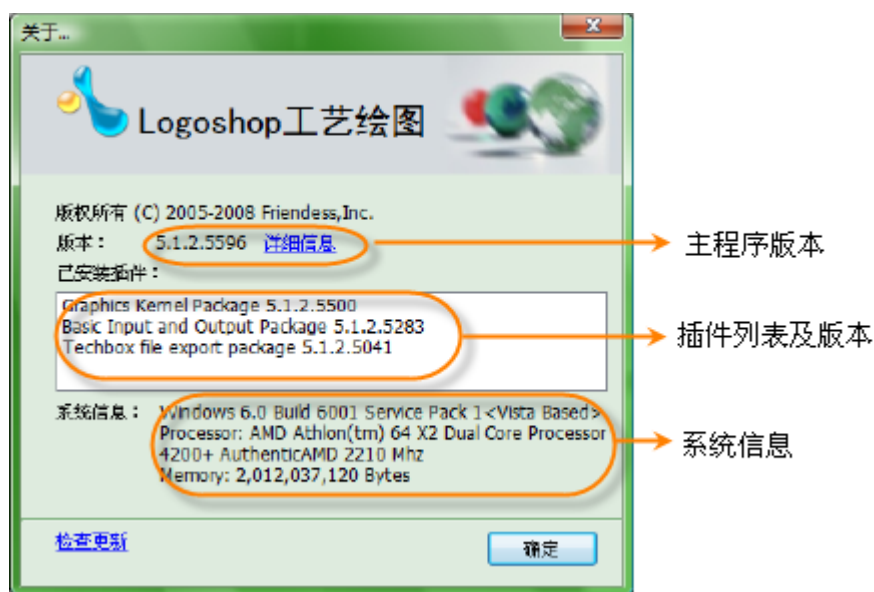 关于...
Logoshop工艺绘图
版权所有 (C) 2005-2008 Friendess,Inc.
版本： 5.1.2.5596 详细信息
主程序版本
已安装插件：
Graphics Kernel Package 5.1.2.5500
Basic Input and Output Package 5.1.2.5283
Techbox file export package 5.1.2.5041
插件列表及版本
系统信息： Windows 6.0 Build 6001 Service Pack 1<Vista Based>
Processor: AMD Athlon(tm) 64 X2 Dual Core Processor
4200+ AuthenticAMD 2210 Mhz
Memory: 2,012,037,120 Bytes
系统信息
检查更新
确定